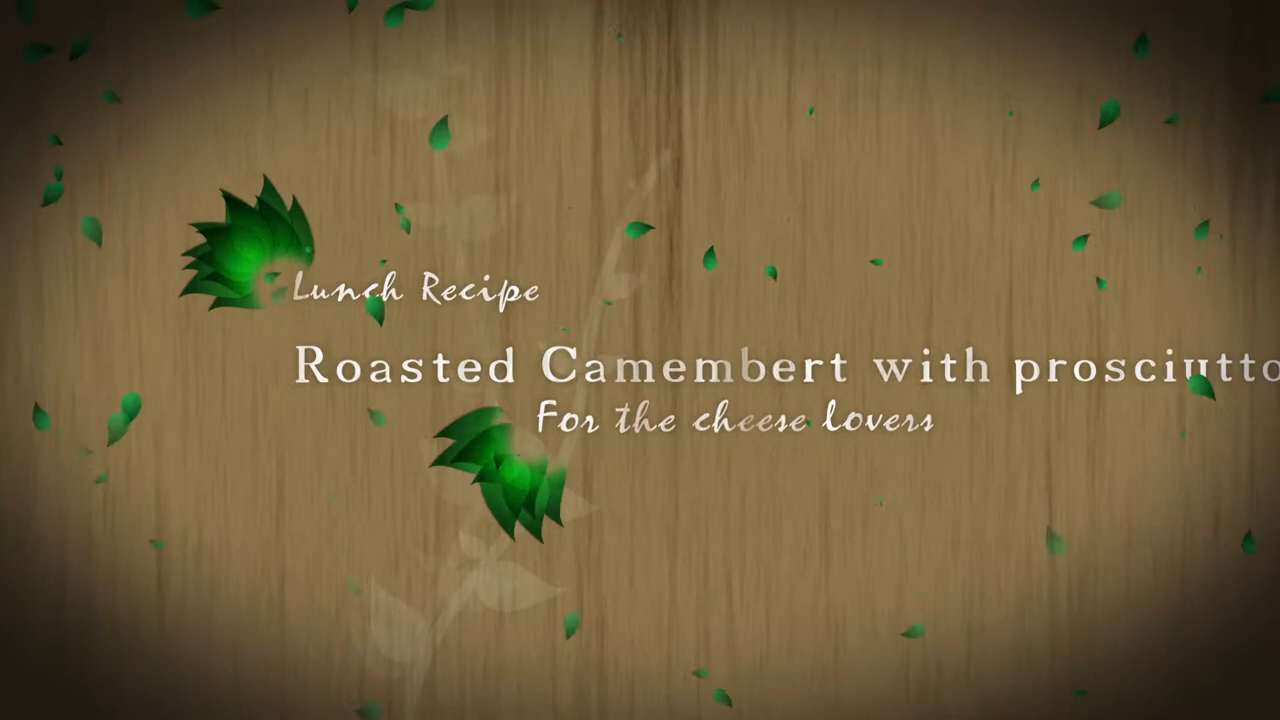 Lunch Recipe
Roasted Camembert with prosciutto
For the cheese lovers